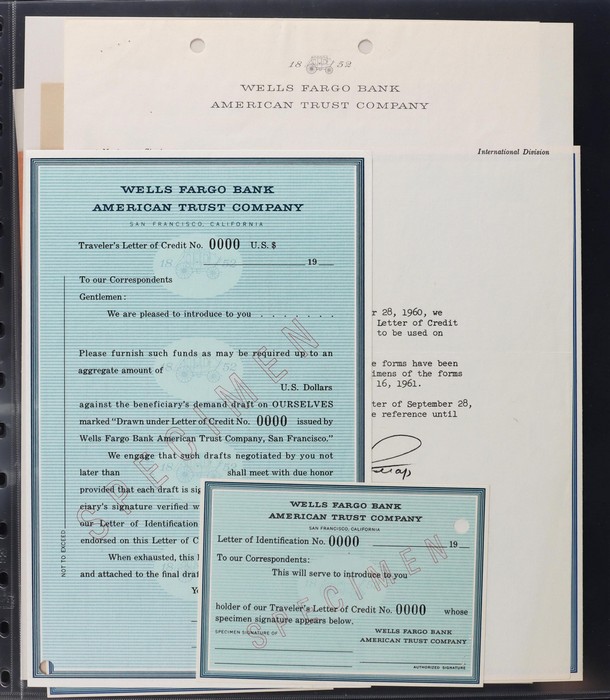 18 52
WELLS FARGO BANK
AMERICAN TRUST COMPANY
International Division
r 28, 1960, we
Letter of Credit
to be used on
e forms have been
imens of the forms
16, 1961.
ter of September 28,
e reference until
WELLS FARGO BANK
AMERICAN TRUST COMPANY
SAN FRANCISCO, CALIFORNIA
Traveler's Letter of Credit No. 0000 U.S. $
18 52
19
To our Correspondents
Gentlemen:
We are pleased to introduce to you . . . . . . .
Please furnish such funds as may be required up to an
aggregate amount of
U.S. Dollars
against the beneficiary's demand draft on OURSELVES
marked "Drawn under Letter of Credit No. 0000 issued by
Wells Fargo Bank American Trust Company, San Francisco."
We engage that such drafts negotiated by you not
later than shall meet with due honor
provided that each draft is sig
ciary's signature verified w
our Letter of Identification
endorsed on this Letter of C
When exhausted, this l
and attached to the final draf
Yo
NOT TO EXCEED
SPECIMEN
WELLS FARGO BANK
AMERICAN TRUST COMPANY
SAN FRANCISCO, CALIFORNIA
Letter of Identification No. 0000 19
To our Correspondents:
This will serve to introduce to you
holder of our Traveler's Letter of Credit No. 0000 whose
specimen signature appears below.
SPECIMEN SIGNATURE OF
WELLS FARGO BANK
AMERICAN TRUST COMPANY
AUTHORIZED SIGNATURE
SPECIMEN